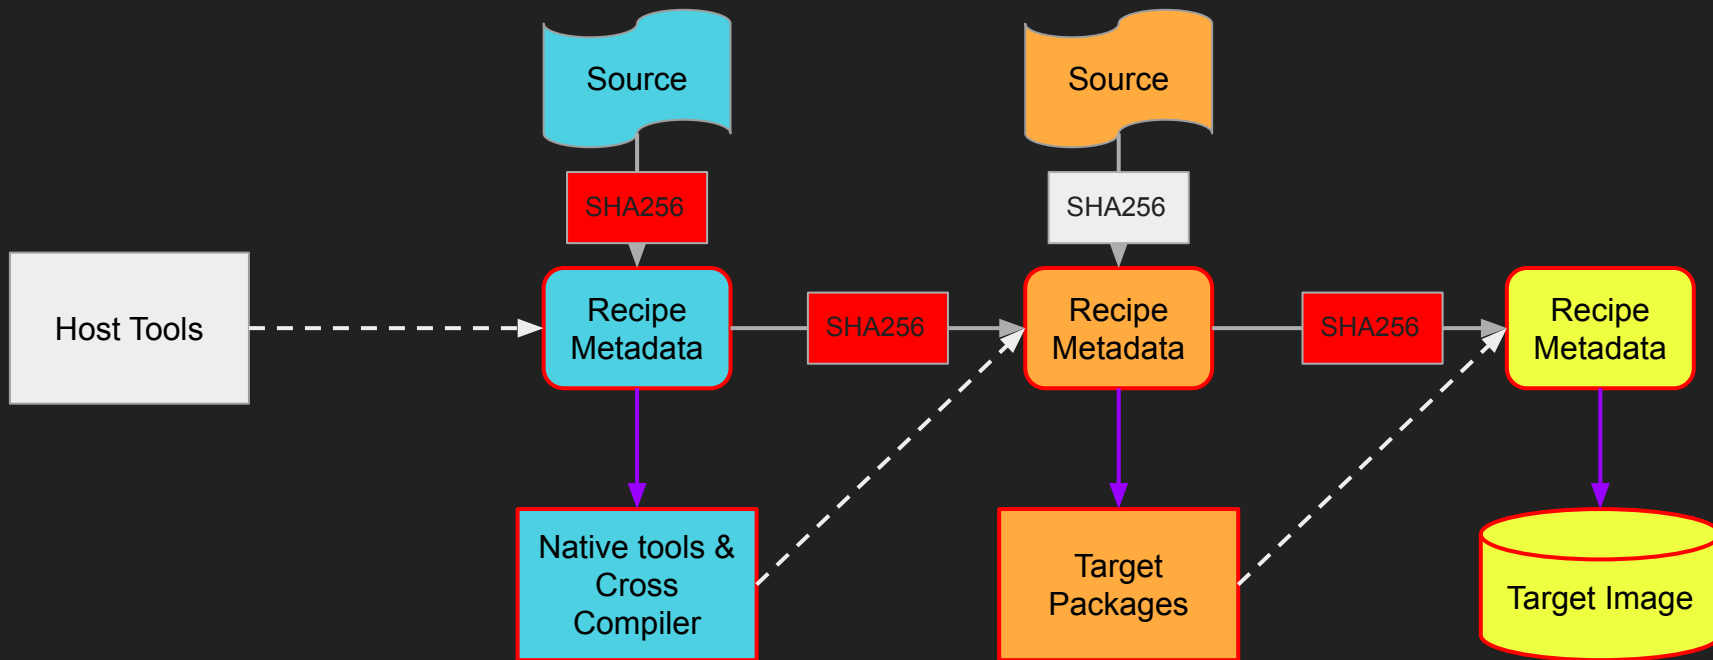 Source
Source
SHA256
SHA256
Host Tools
Recipe
Metadata
SHA256
Recipe
Metadata
SHA256
Recipe
Metadata
Native tools &
Cross
Compiler
Target
Packages
Target Image